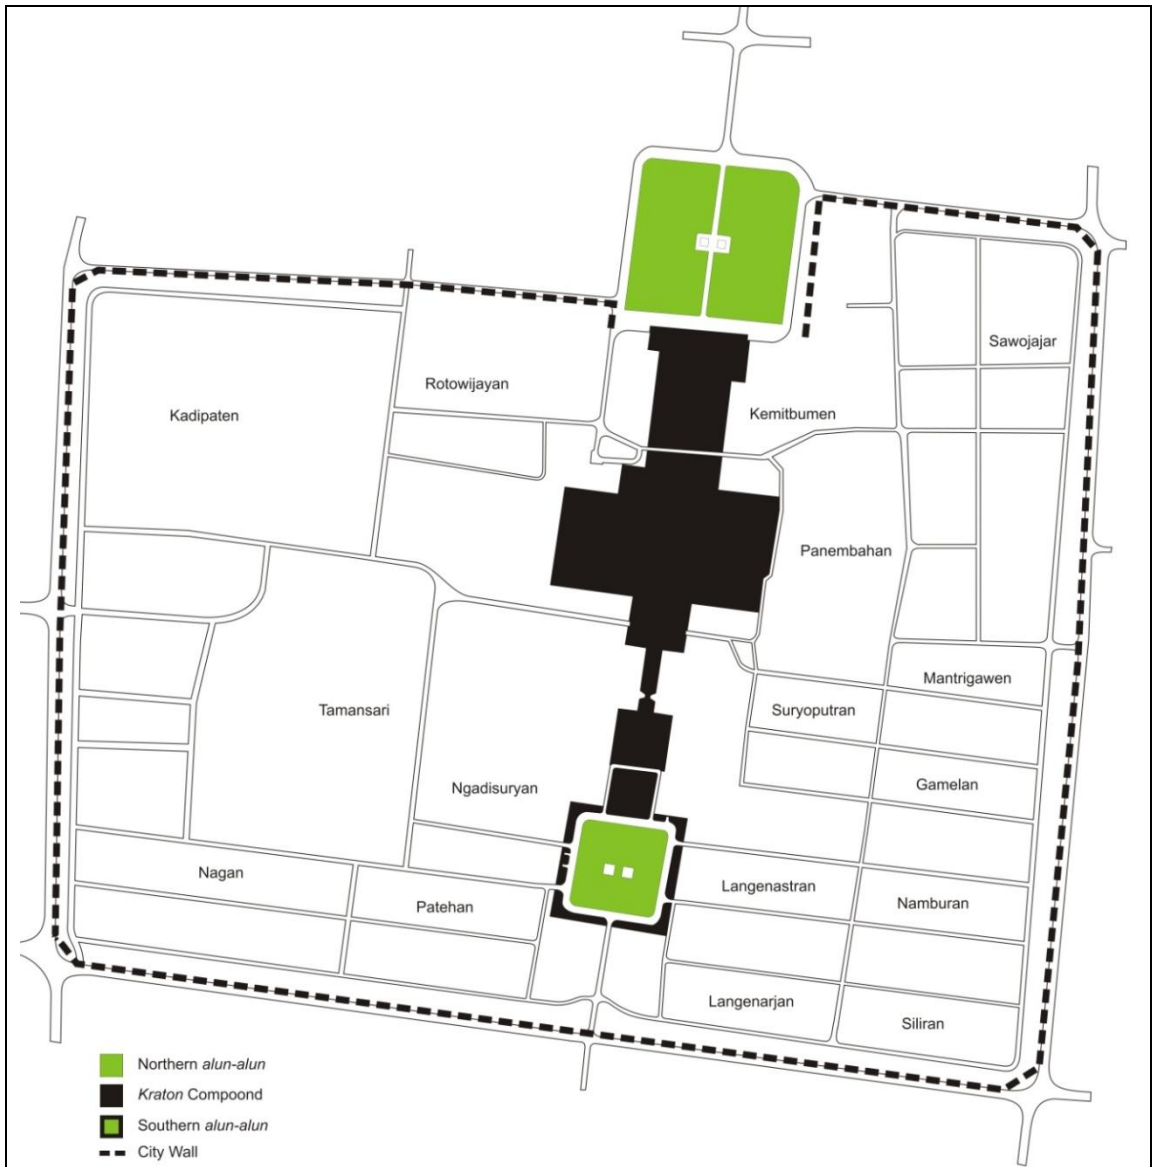 Sawojajar
Rotowijayan
Kadipaten
Kemitbumen
Panembahan
Mantrigawen
Tamansari
Suryoputran
Ngadisuryan
Gamelan
Nagan
Langenastran
Patehan
Namburan
Langenarjan
Siliran
Northern alun-alun
Kraton Compoond
Southern alun-alun
City Wall